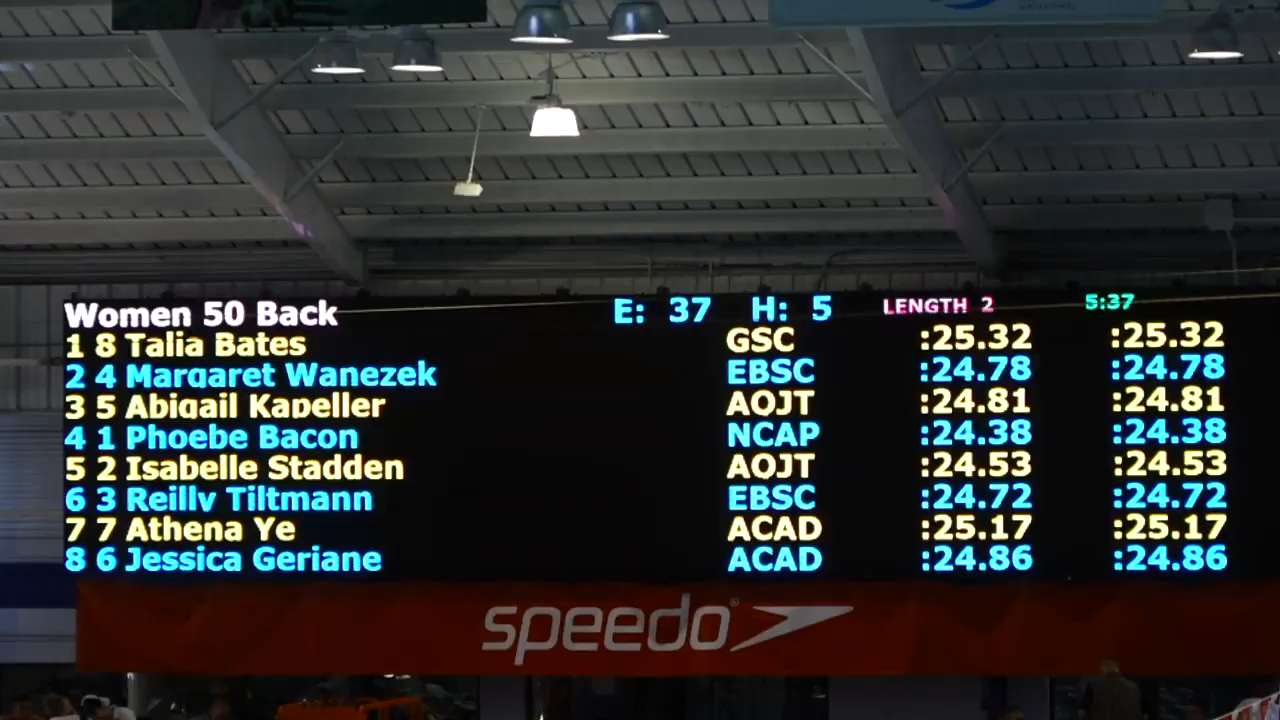 Women 50 Back E: 37 H: 5 LENGTH 2 5:37
1 8 Talia Bates GSC :25.32 :25.32
2 4 Margaret Wanezek EBSC :24.78 :24.78
3 5 Abigail Kapeller AQJT :24.81 :24.81
4 1 Phoebe Bacon NCAP :24.38 :24.38
5 2 Isabelle Stadden AQJT :24.53 :24.53
6 3 Reilly Tiltmann EBSC :24.72 :24.72
7 7 Athena Ye ACAD :25.17 :25.17
8 6 Jessica Geriane ACAD :24.86 :24.86
speedo®